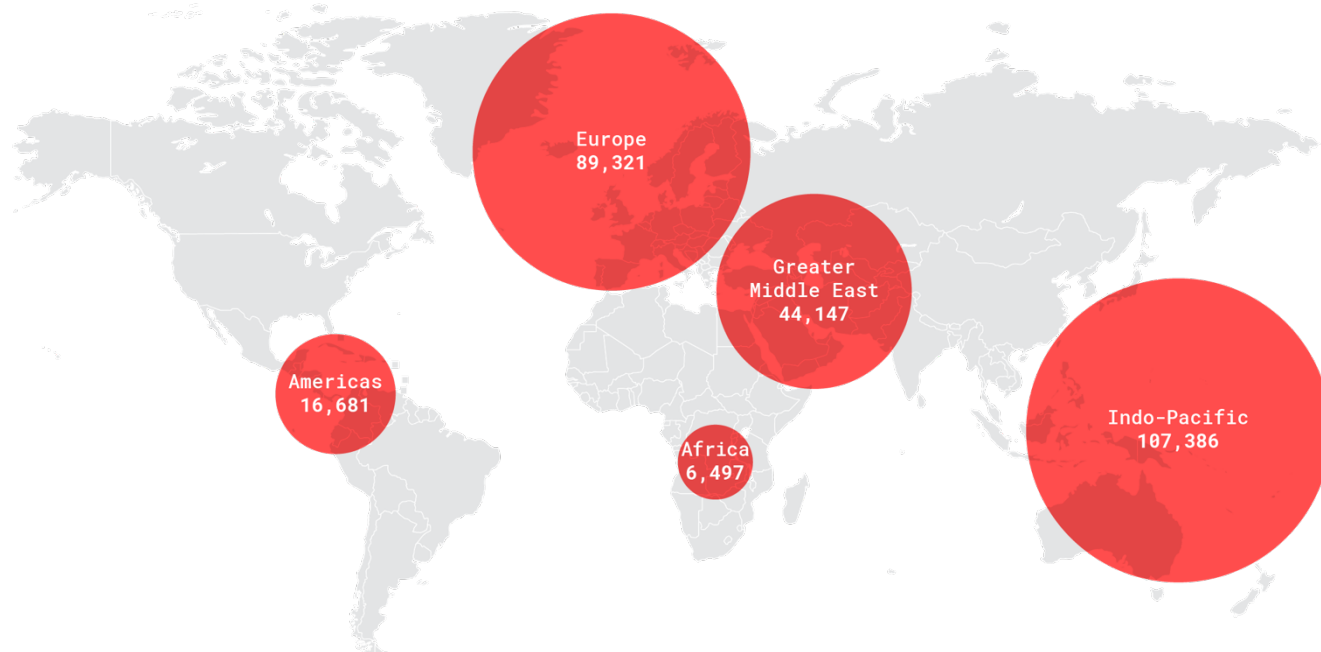 Europe
89,321
Greater
Middle East
44,147
Americas
16,681
Indo-Pacific
107,386
Africa
6,497